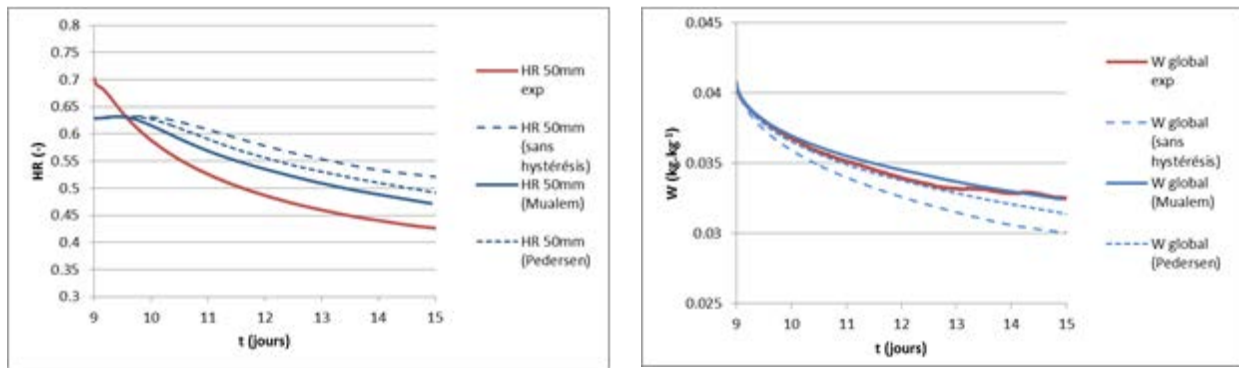 0.8
0.75
0.7
0.65
0.6
0.55
0.5
0.45
0.4
0.35
0.3
HR (-)
9 10 11 12 13 14 15
t (jours)
HR 50mm
exp
HR 50mm
(sans
hystérésis)
HR 50mm
(Mualem)
HR 50mm
(Pedersen)
0.045
0.04
0.035
0.03
0.025
W (kg.kg⁻¹)
9 10 11 12 13 14 15
t (jours)
W global
exp
W global
(sans
hystérésis)
W global
(Mualem)
W global
(Pedersen)